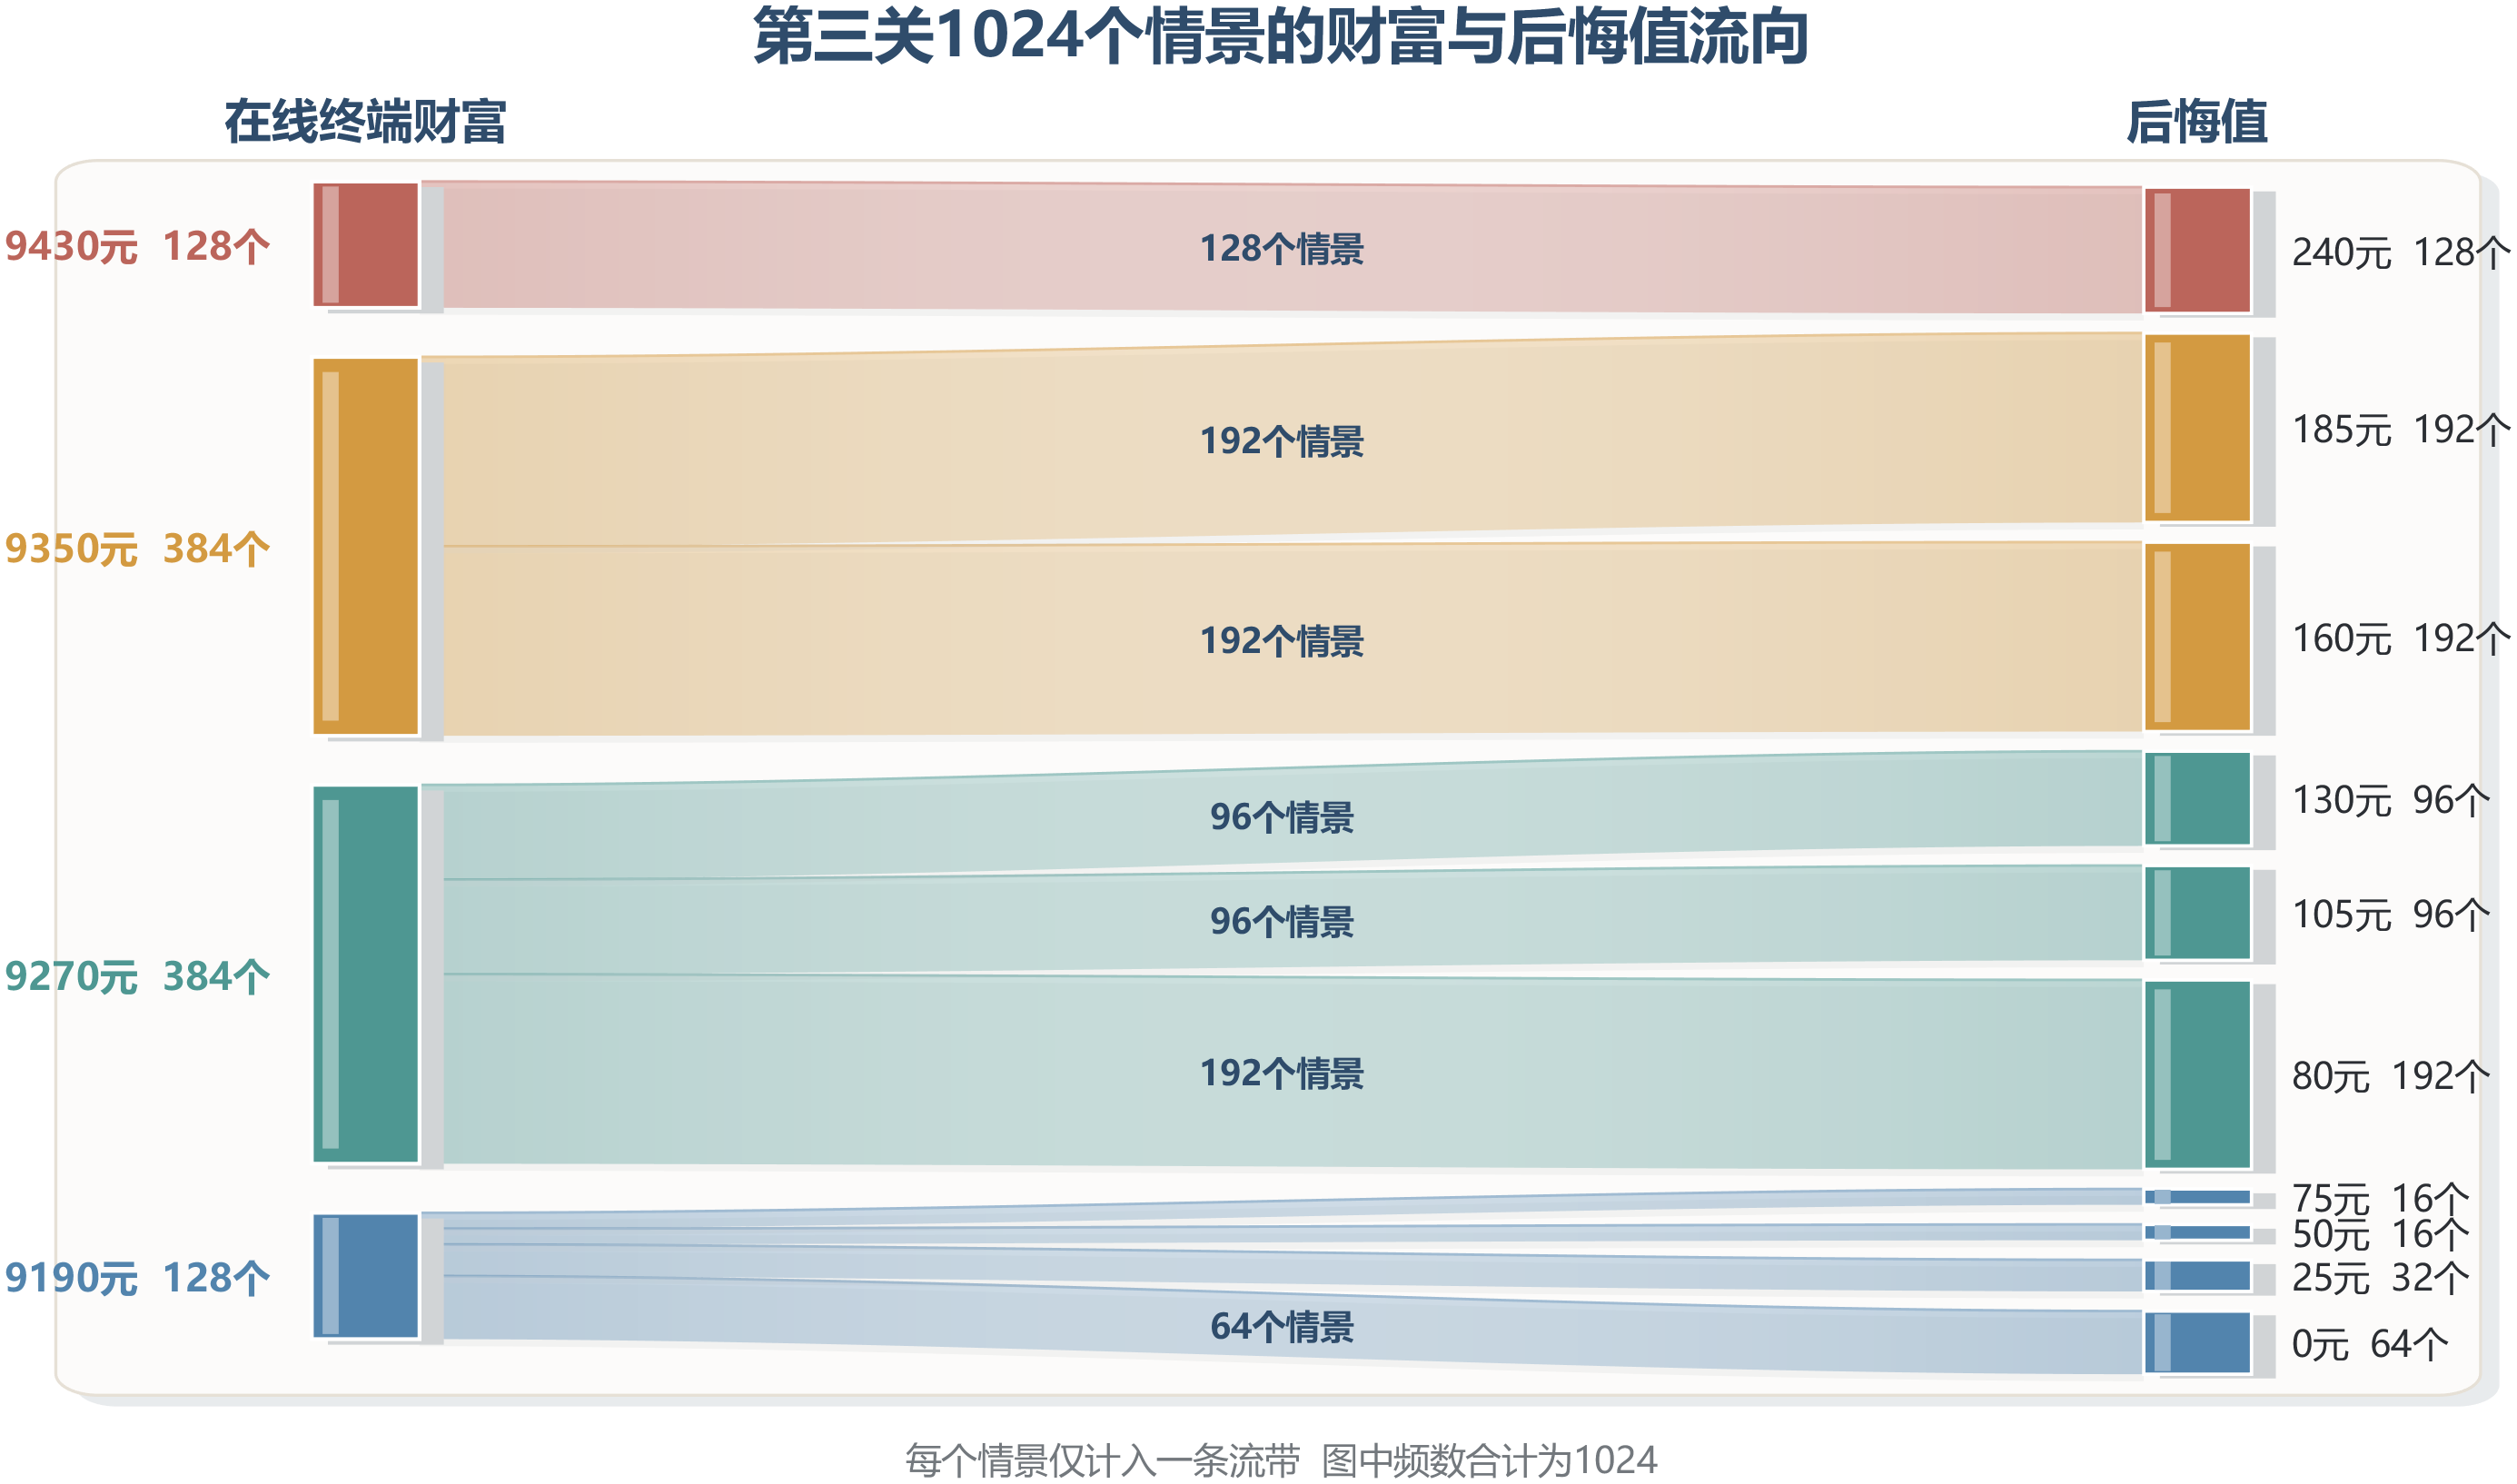 第三关1024个情景的财富与后悔值流向
在线终端财富
后悔值
9430元 128个
128个情景
240元 128个
192个情景
185元 192个
9350元 384个
192个情景
160元 192个
96个情景
130元 96个
96个情景
105元 96个
9270元 384个
192个情景
80元 192个
75元 16个
50元 16个
9190元 128个
25元 32个
64个情景
0元 64个
每个情景仅计入一条流带 图中频数合计为1024